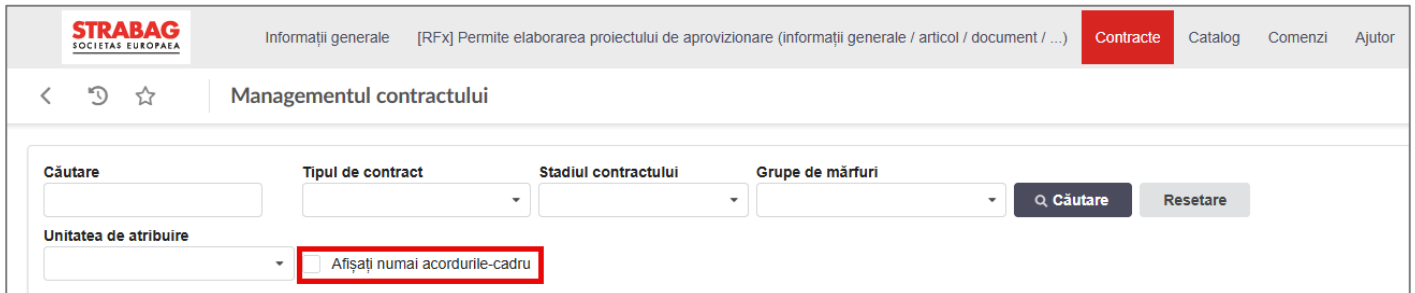 STRABAG
SOCIETAS EUROPAEA
Informații generale [RFx] Permite elaborarea proiectului de aprovizionare (informații generale / articol / document / ...) Contracte Catalog Comenzi Ajutor
Managementul contractului
Căutare Tipul de contract Stadiul contractului Grupe de mărfuri
Căutare Resetare
Unitatea de atribuire
Afișați numai acordurile-cadru